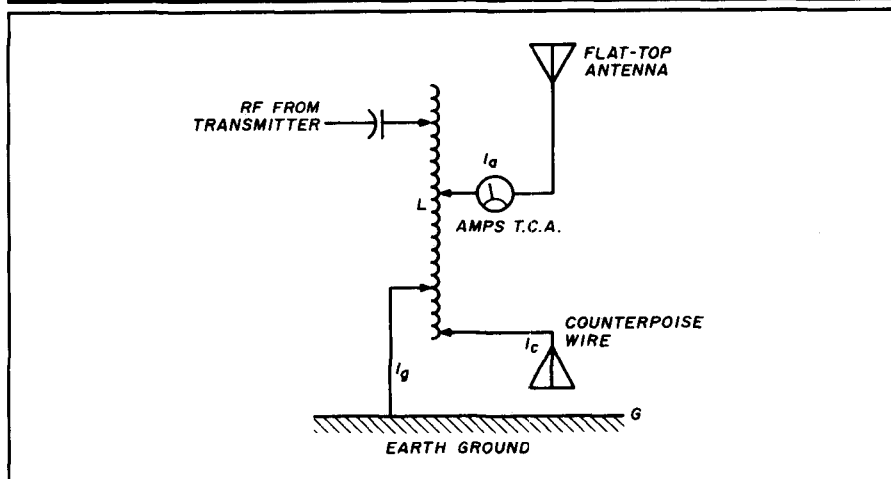 FLAT-TOP
ANTENNA
RF FROM
TRANSMITTER
Ia
L
AMPS T.C.A.
COUNTERPOISE
WIRE
Ic
Ig
G
EARTH GROUND